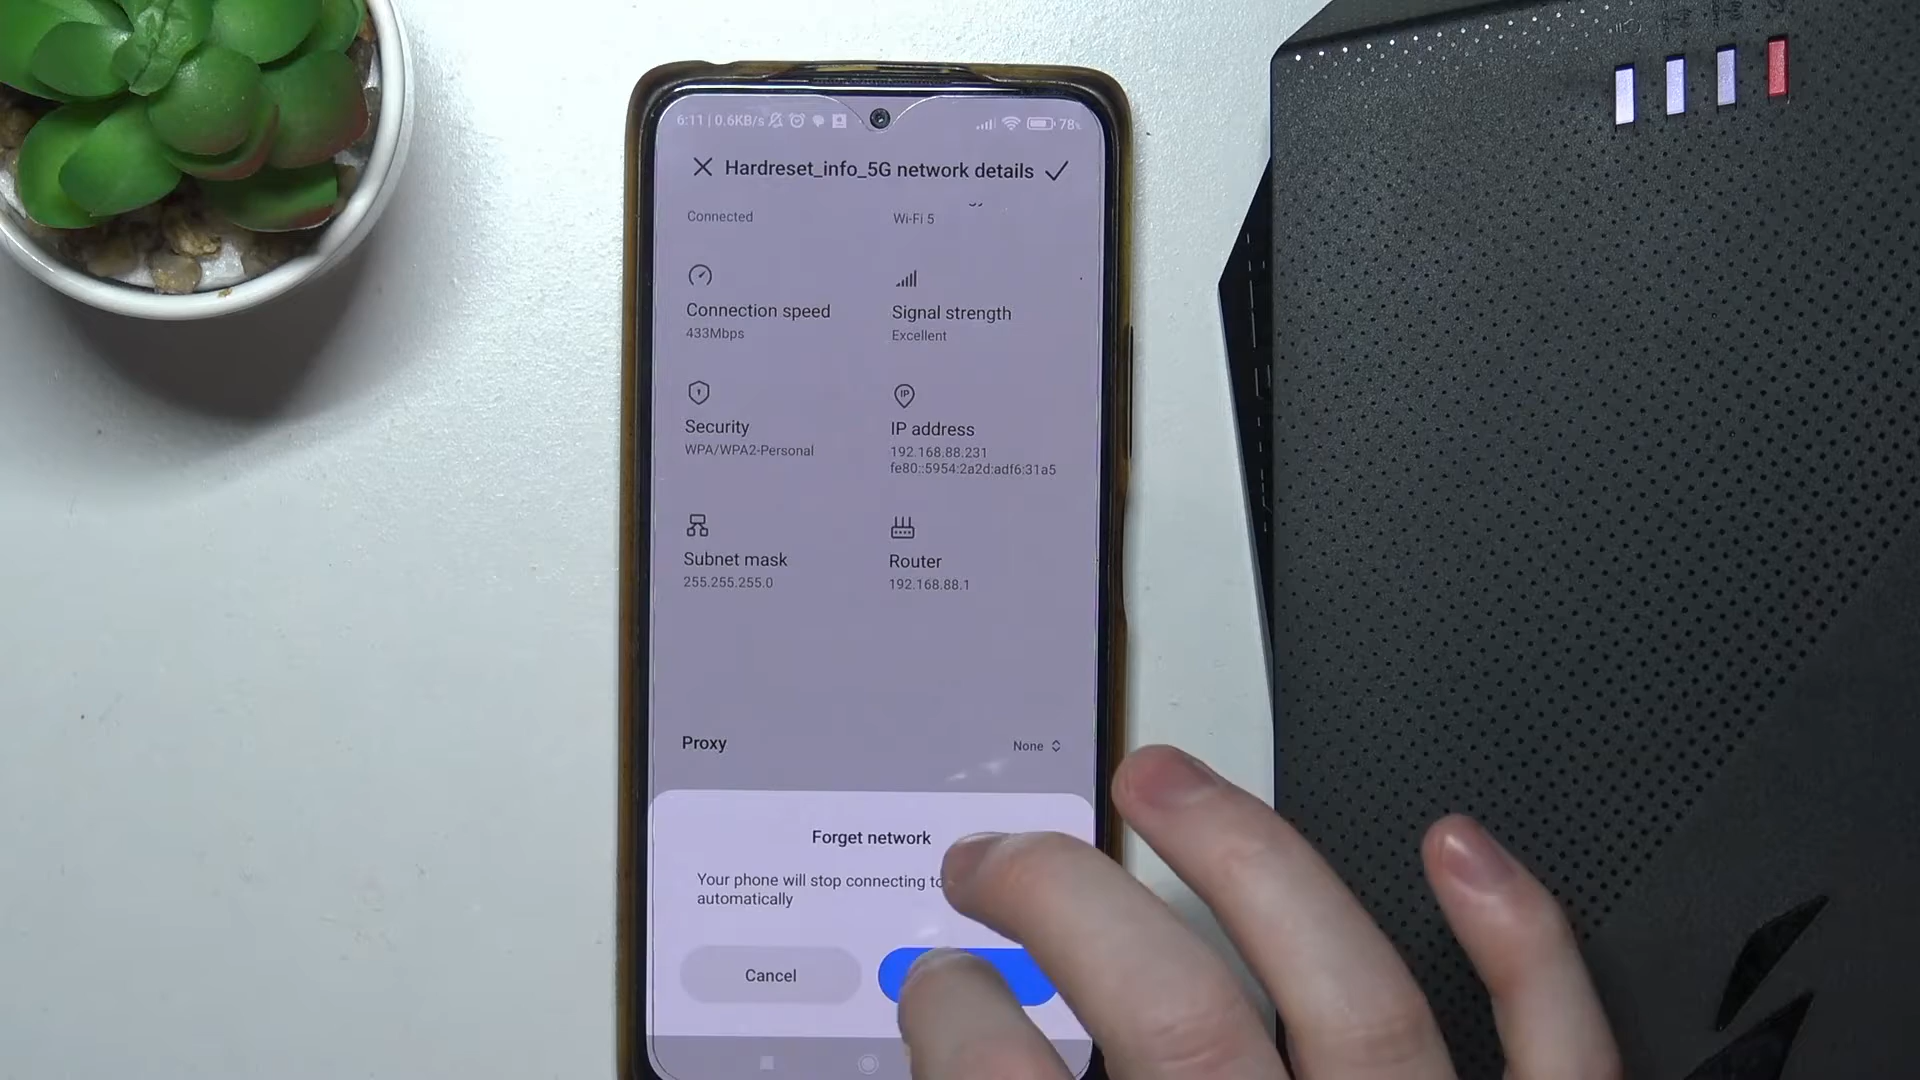 6:11 | 0.6KB/s
78
Hardreset_info_5G network details
Connected
Wi-Fi 5
Connection speed
433Mbps
Signal strength
Excellent
Security
WPA/WPA2-Personal
IP address
192.168.88.231
fe80::5954:2a2d:adf6:31a5
Subnet mask
255.255.255.0
Router
192.168.88.1
Proxy
None
Forget network
Your phone will stop connecting to
automatically
Cancel